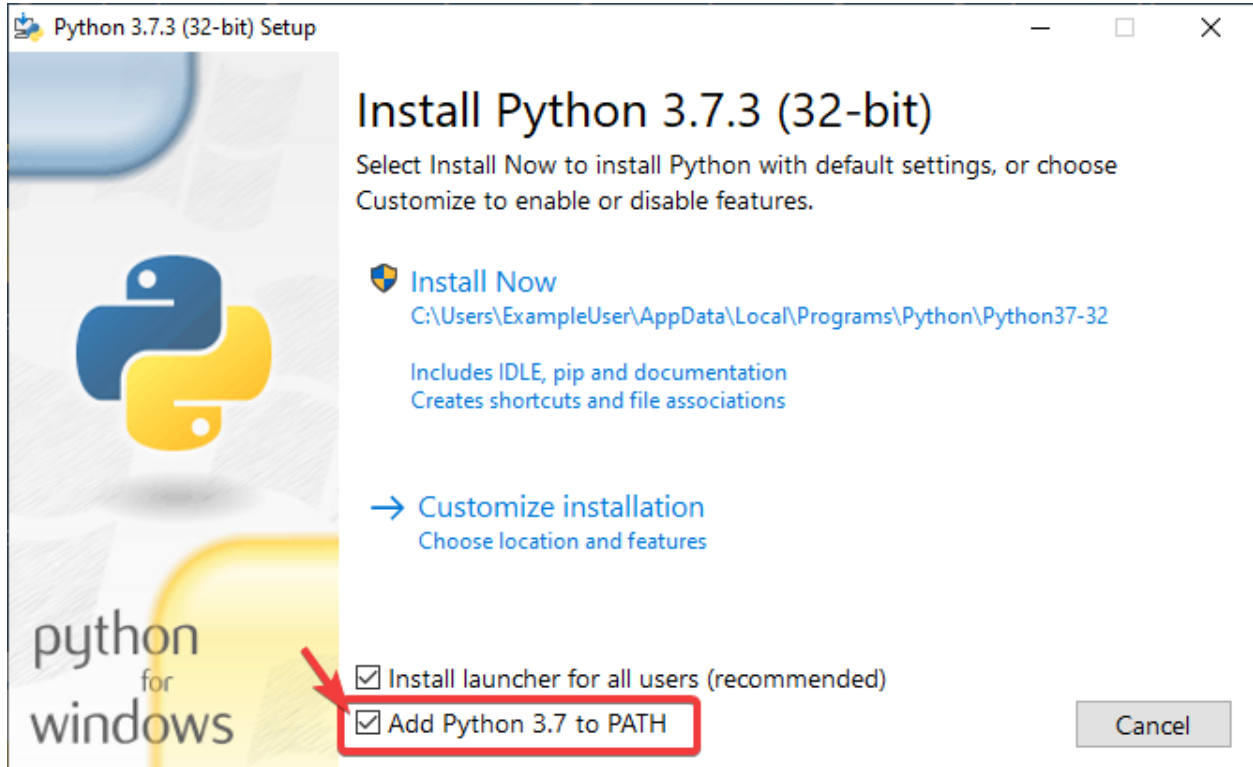 Python 3.7.3 (32-bit) Setup
Install Python 3.7.3 (32-bit)
Select Install Now to install Python with default settings, or choose
Customize to enable or disable features.
Install Now
C:\Users\ExampleUser\AppData\Local\Programs\Python\Python37-32
Includes IDLE, pip and documentation
Creates shortcuts and file associations
Customize installation
Choose location and features
python
for
windows
Install launcher for all users (recommended)
Add Python 3.7 to PATH
Cancel